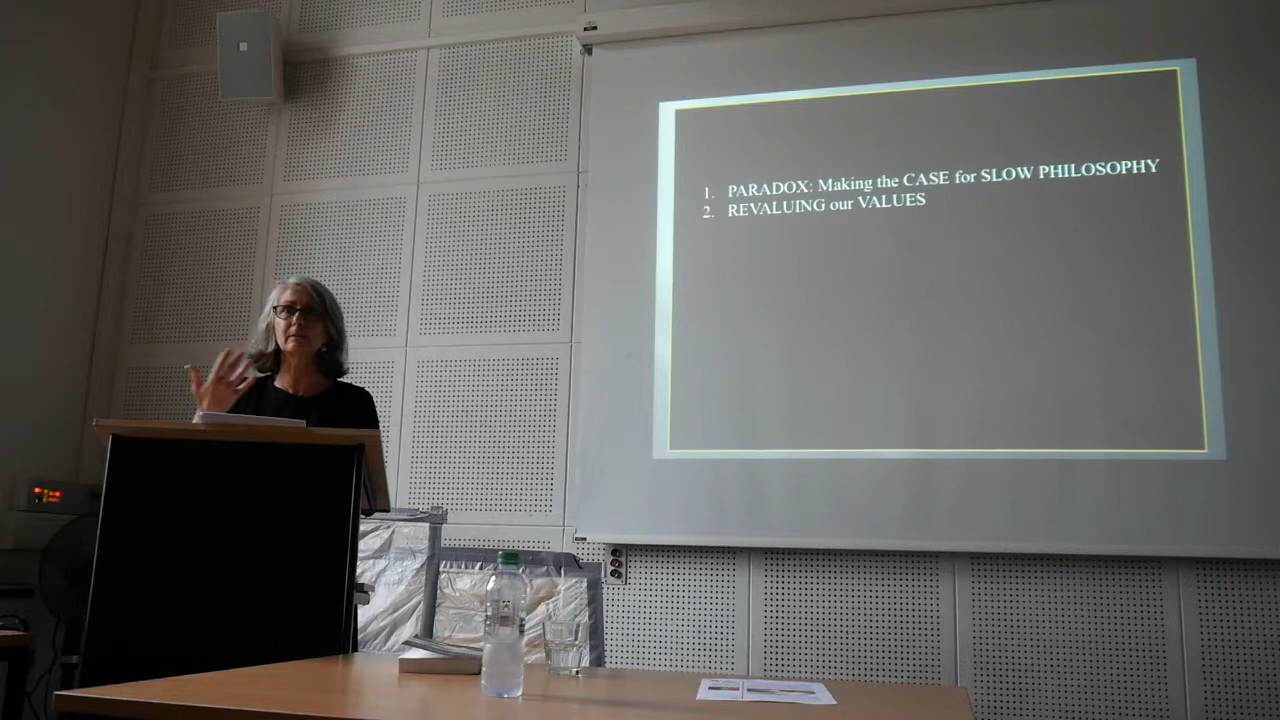 1. PARADOX: Making the CASE for SLOW PHILOSOPHY
2. REVALUING our VALUES